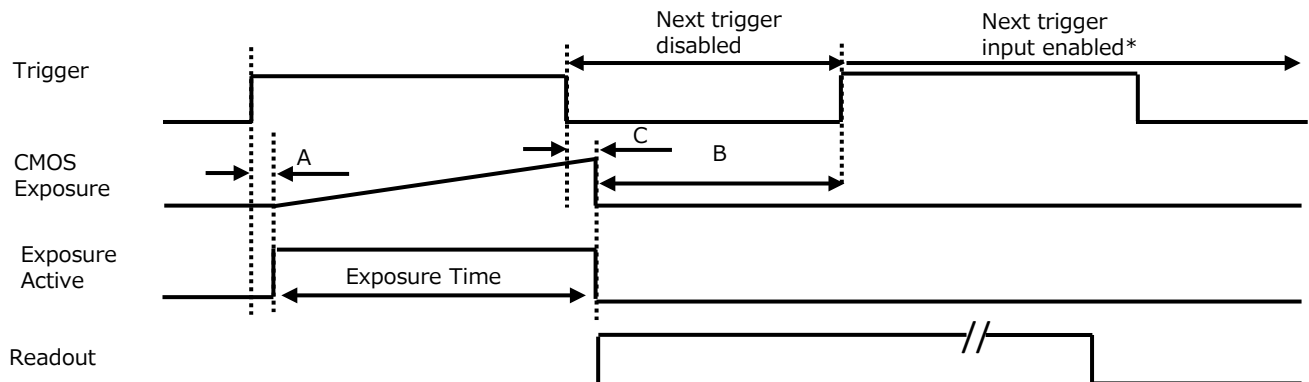 Next trigger
disabled
Next trigger
input enabled*
Trigger
CMOS
Exposure
A
C
B
Exposure
Active
Exposure Time
Readout